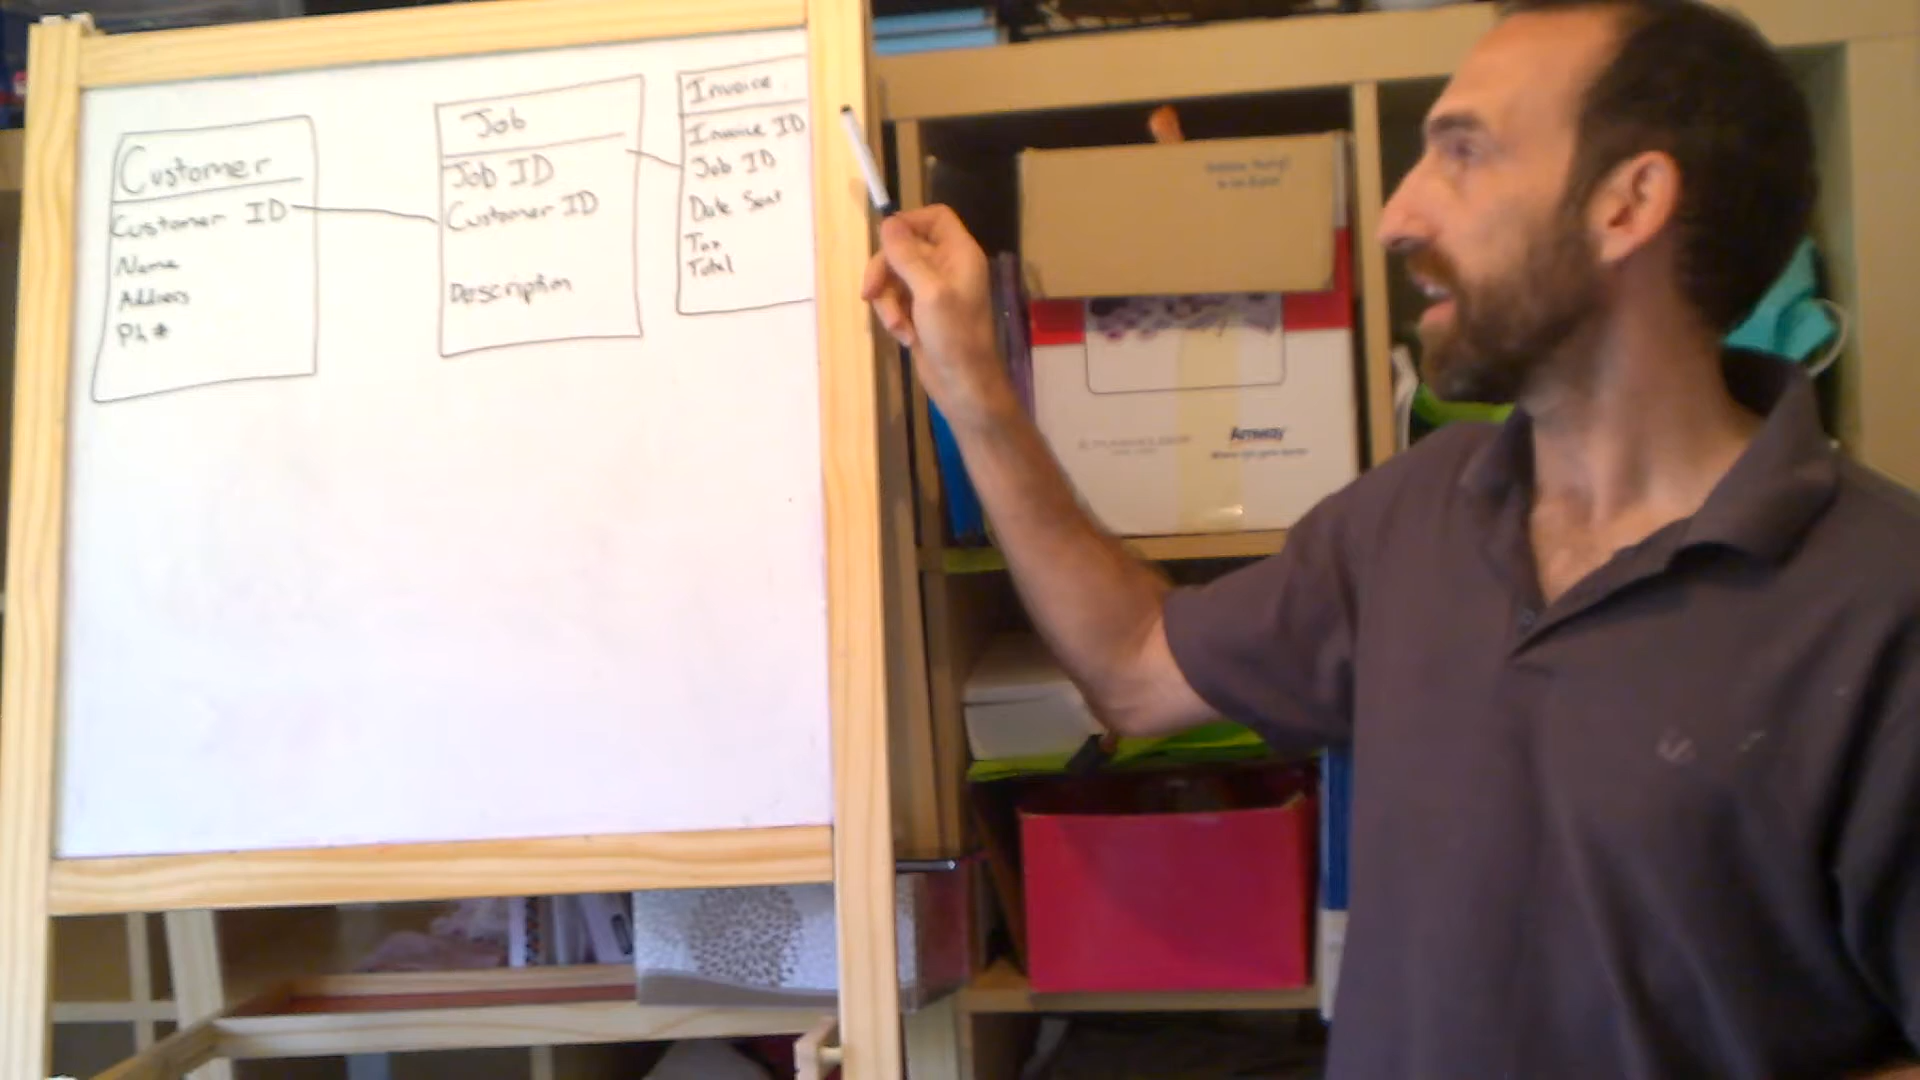 Customer
Customer ID
Name
Address
Ph #
Job
Job ID
Customer ID
Description
Invoice
Invoice ID
Job ID
Date Sent
Tax
Total
Amway